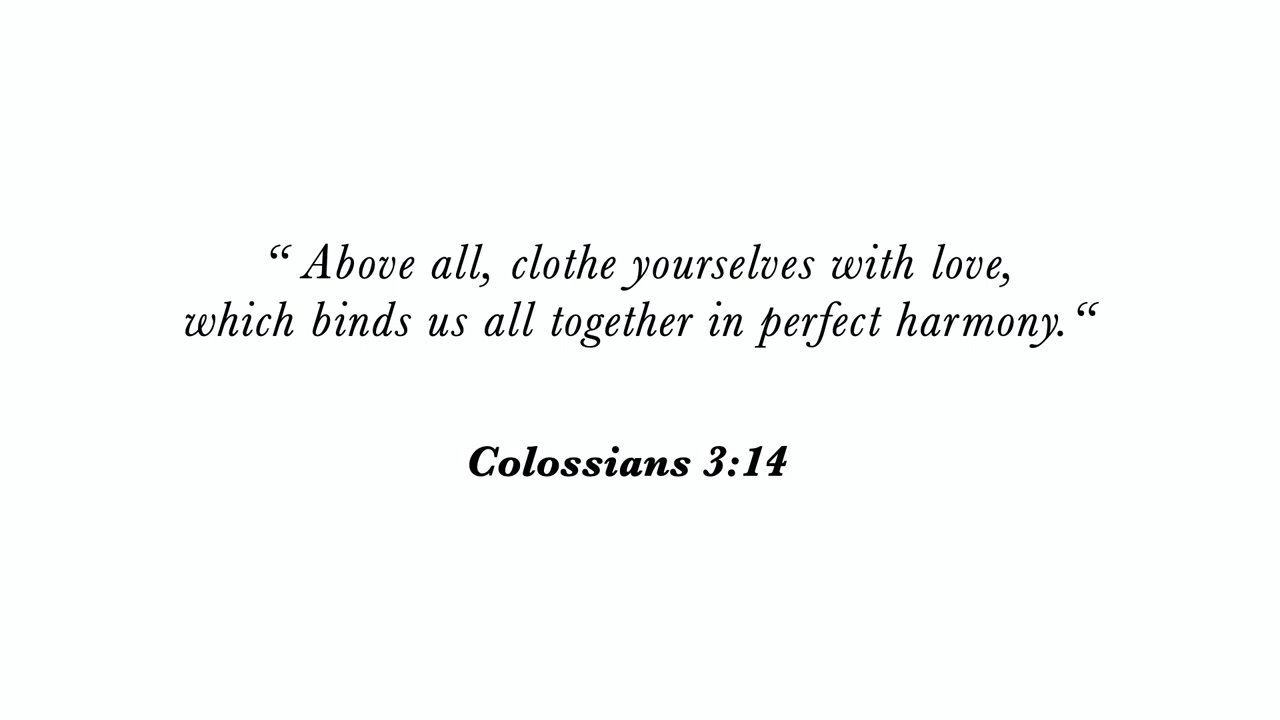 “ Above all, clothe yourselves with love,
which binds us all together in perfect harmony.“
Colossians 3:14